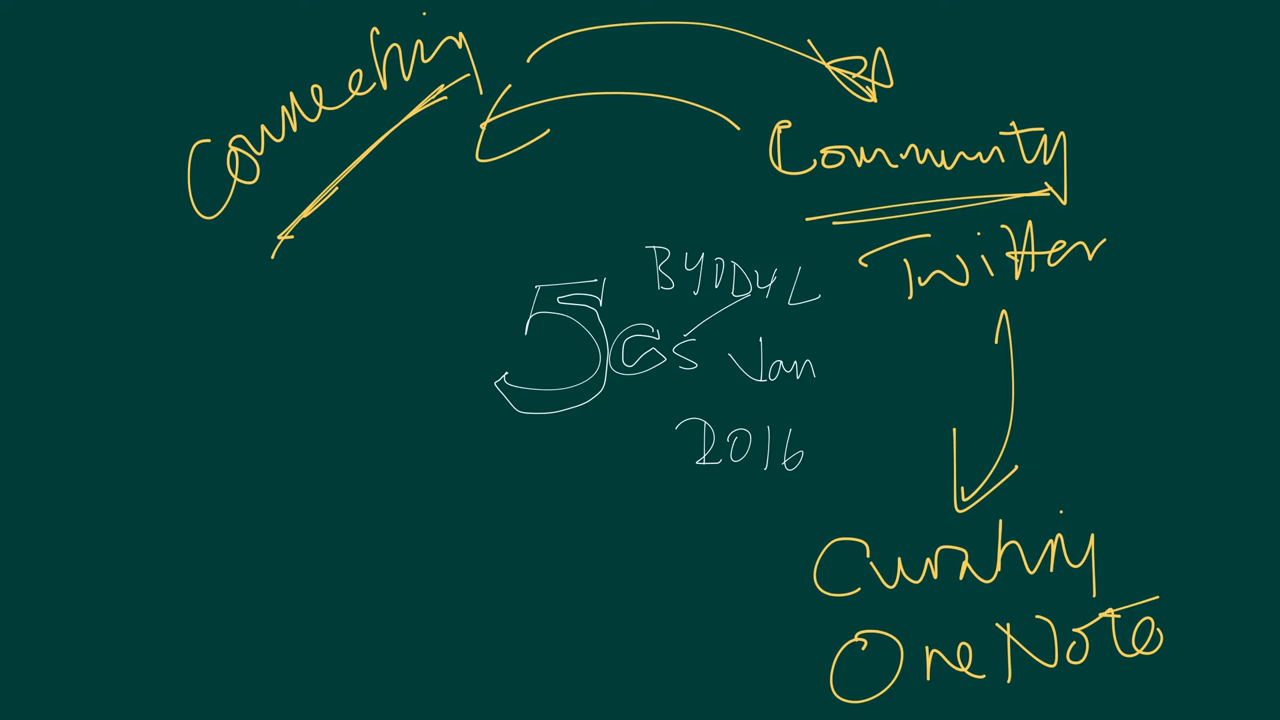 Connecting
Community
Twitter
BYOD4L
5Cs Jan
2016
Curating
OneNote